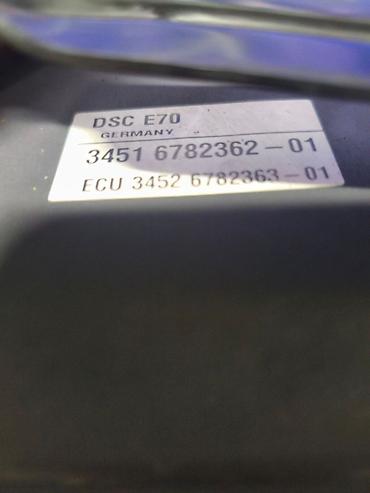 DSC E70
GERMANY
3451 6782362-01
ECU 3452 6782363-01